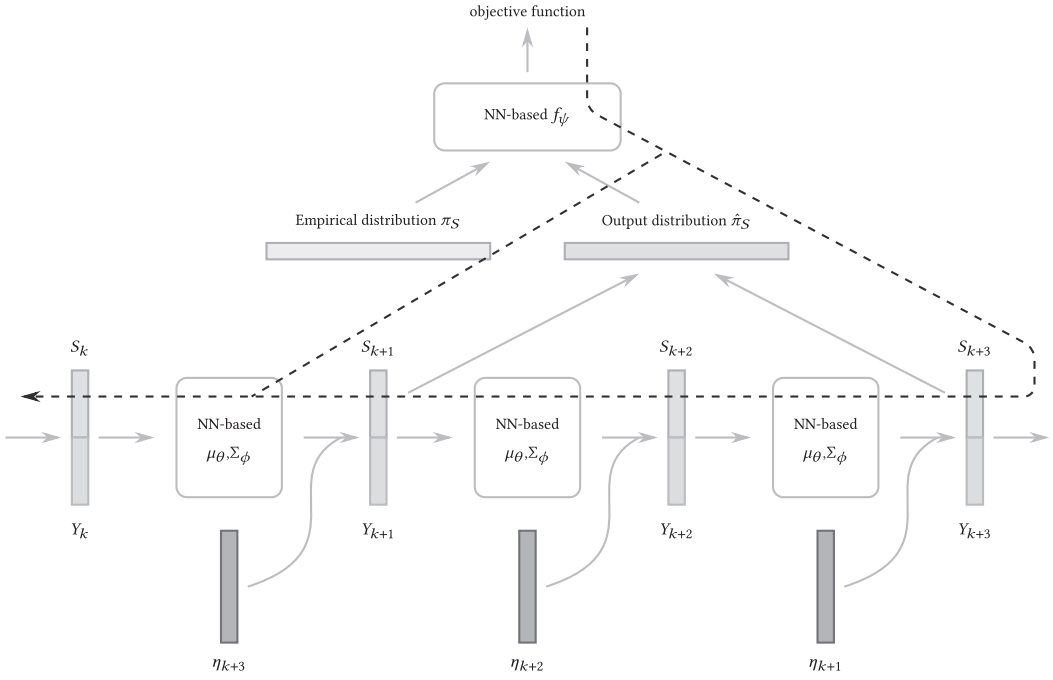 objective function
NN-based f_ψ
Empirical distribution π_S
Output distribution π̂_S
S_k
S_{k+1}
S_{k+2}
S_{k+3}
NN-based
μ_θ,Σ_ϕ
NN-based
μ_θ,Σ_ϕ
NN-based
μ_θ,Σ_ϕ
Y_k
Y_{k+1}
Y_{k+2}
Y_{k+3}
η_{k+3}
η_{k+2}
η_{k+1}